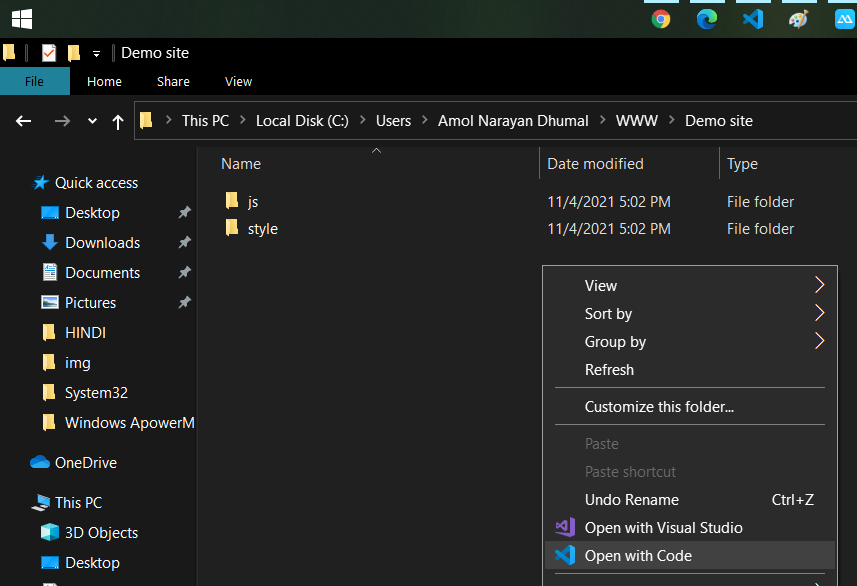 Demo site
File Home Share View
This PC Local Disk (C:) Users Amol Narayan Dhumal WWW Demo site
Name Date modified Type
Quick access
Desktop
Downloads
Documents
Pictures
HINDI
img
System32
Windows ApowerM
OneDrive
This PC
3D Objects
Desktop
js 11/4/2021 5:02 PM File folder
style 11/4/2021 5:02 PM File folder
View
Sort by
Group by
Refresh
Customize this folder...
Paste
Paste shortcut
Undo Rename Ctrl+Z
Open with Visual Studio
Open with Code